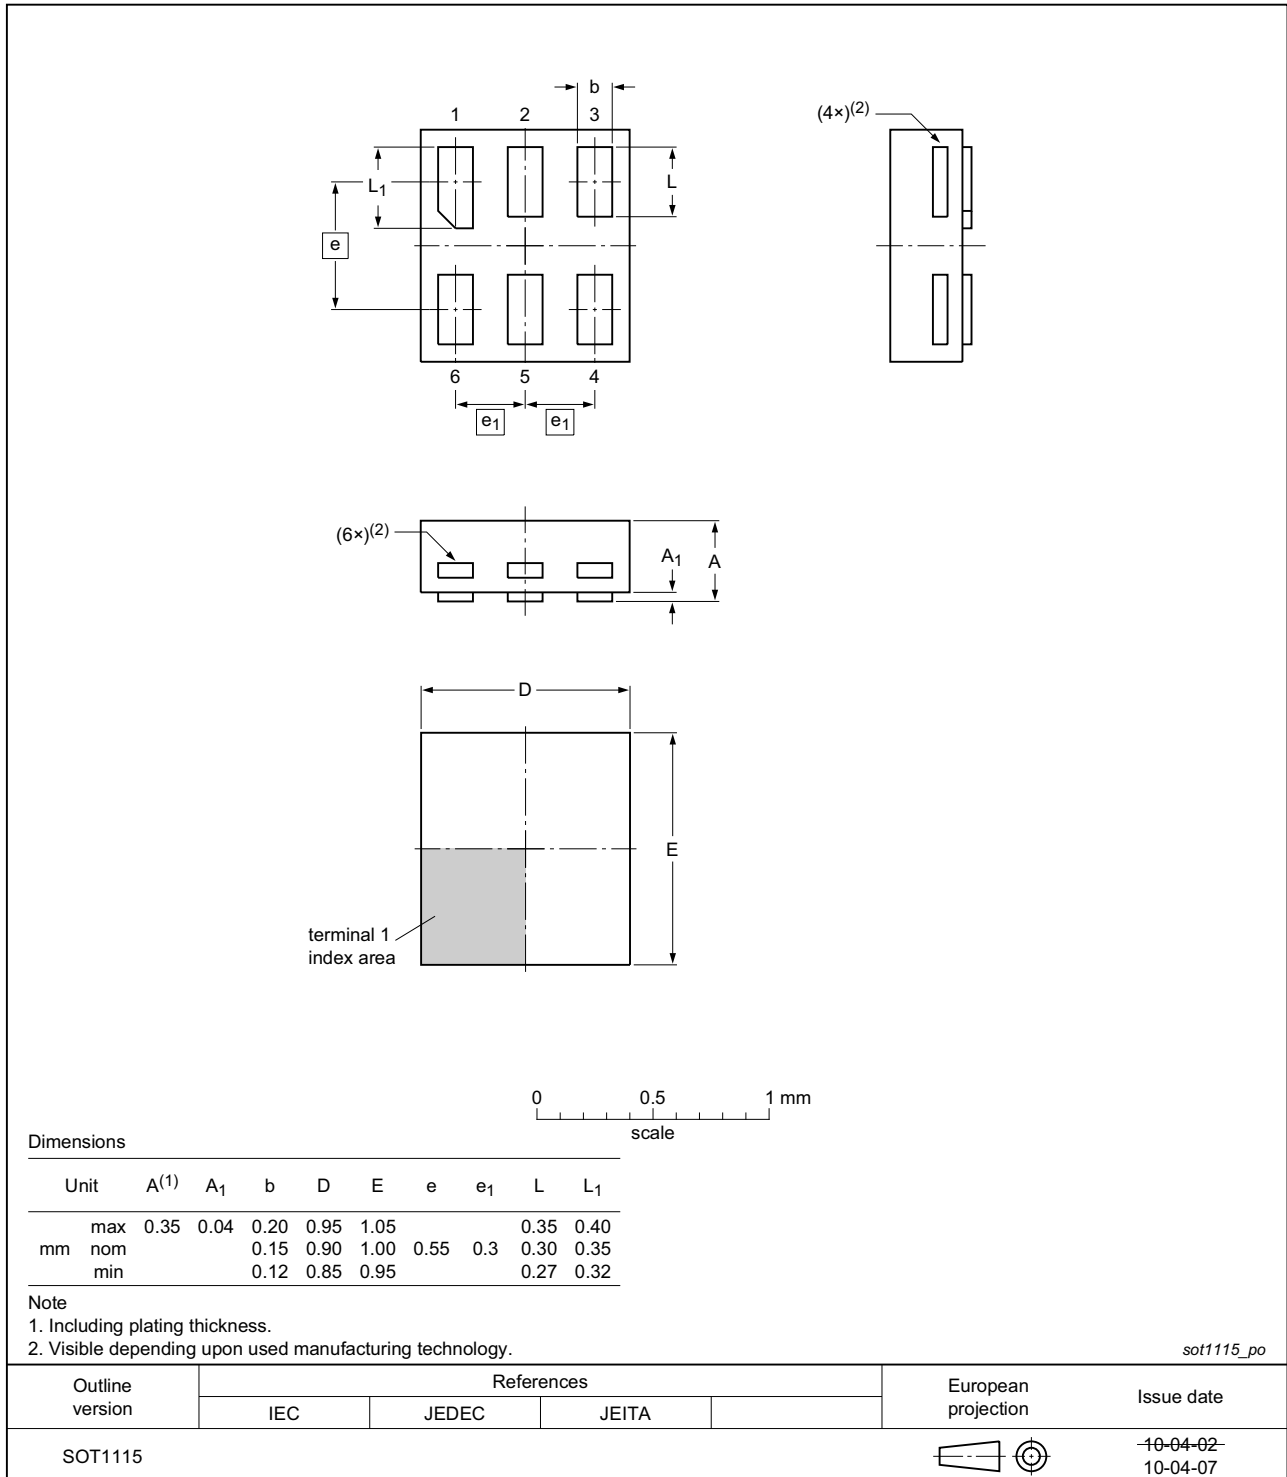 b
1 2 3
(4×)(2)
L1
L
e
6 5 4
e1 e1
(6×)(2)
A1 A
D
E
terminal 1
index area
0 0.5 1 mm
scale
Dimensions
Unit A(1) A1 b D E e e1 L L1
max 0.35 0.04 0.20 0.95 1.05 0.35 0.40
mm nom 0.15 0.90 1.00 0.55 0.3 0.30 0.35
min 0.12 0.85 0.95 0.27 0.32
Note
1. Including plating thickness.
2. Visible depending upon used manufacturing technology.
sot1115_po
Outline version References European projection Issue date
IEC JEDEC JEITA
SOT1115
10-04-02
10-04-07